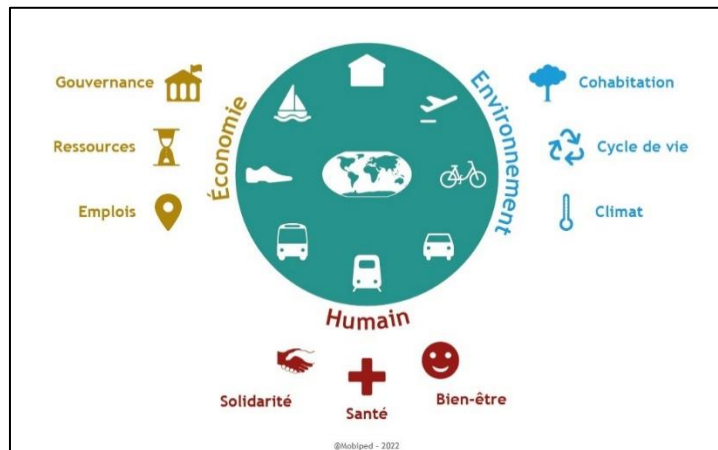 Gouvernance
Ressources
Emplois
Économie
Environnement
Cohabitation
Cycle de vie
Climat
Humain
Solidarité
Santé
Bien-être
@Mobiped - 2022